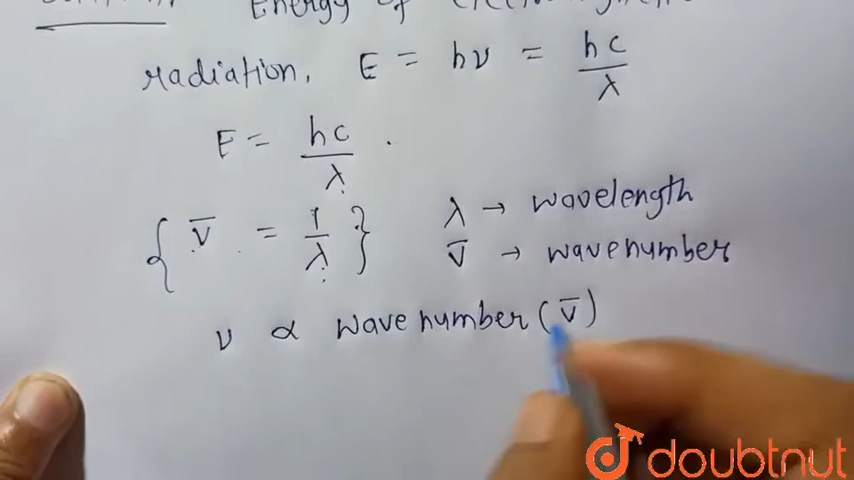 Energy of
radiation, E = hν = hc/λ
E = hc/λ .
{ ν̅ = 1/λ }
λ → wavelength
ν̅ → wavenumber
ν ∝ wavenumber (ν̅)
doubtnut